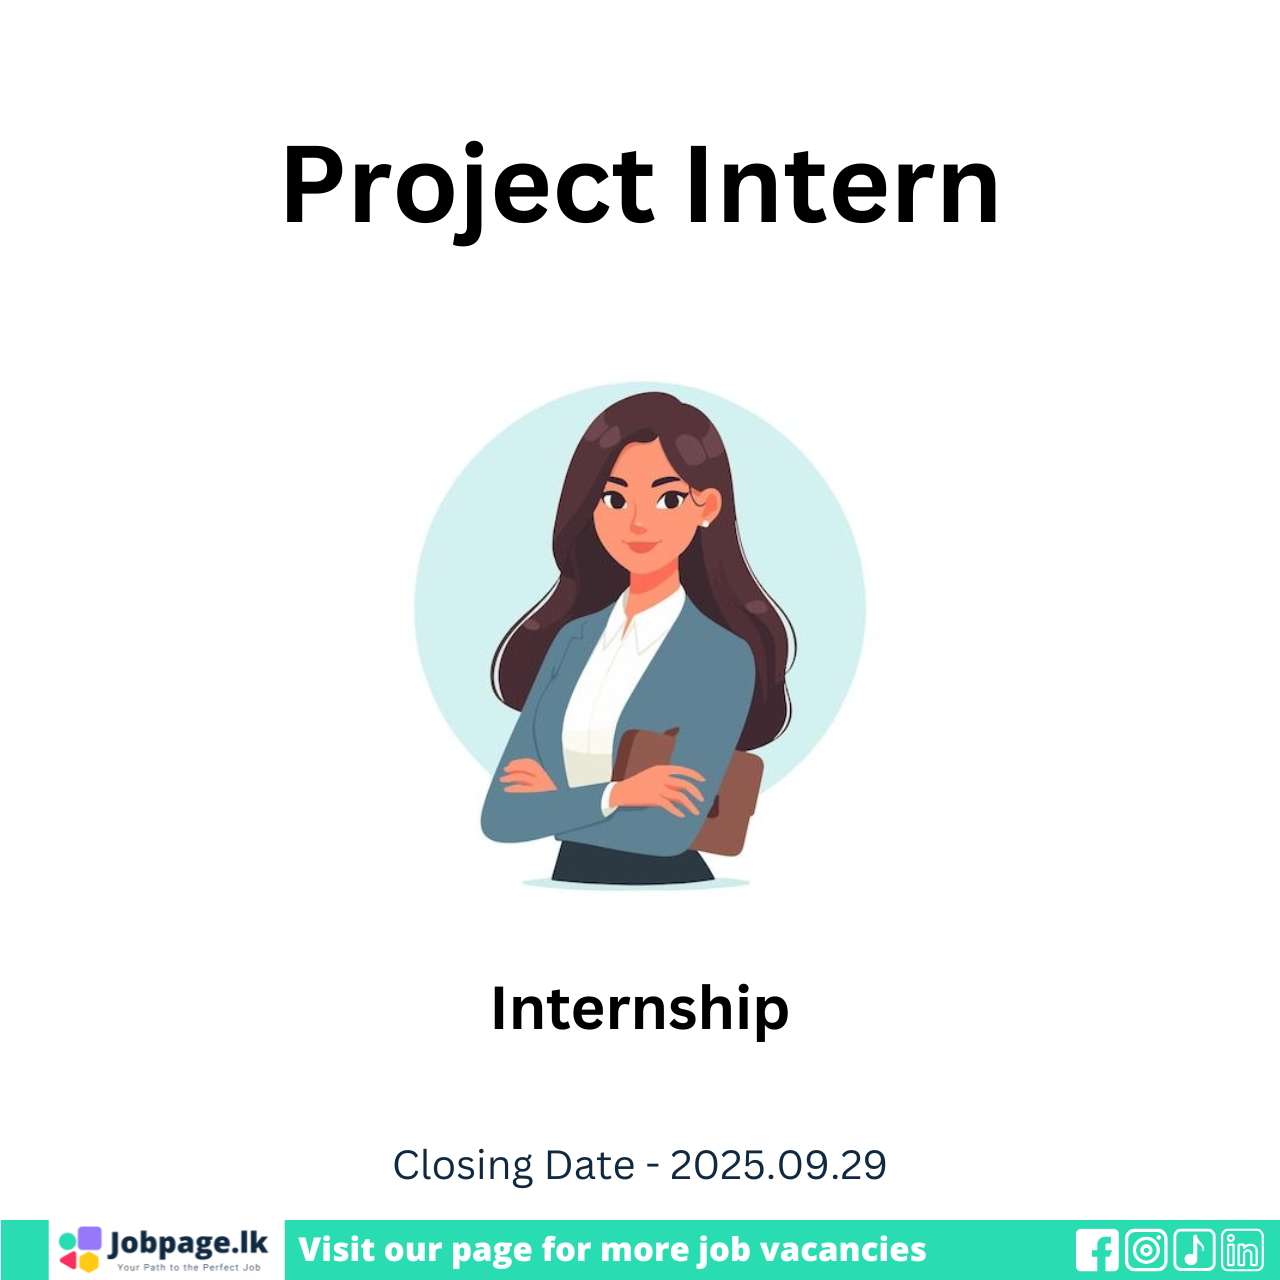 Project Intern
Internship
Closing Date - 2025.09.29
Jobpage.lk
Your Path to the Perfect Job
Visit our page for more job vacancies
in